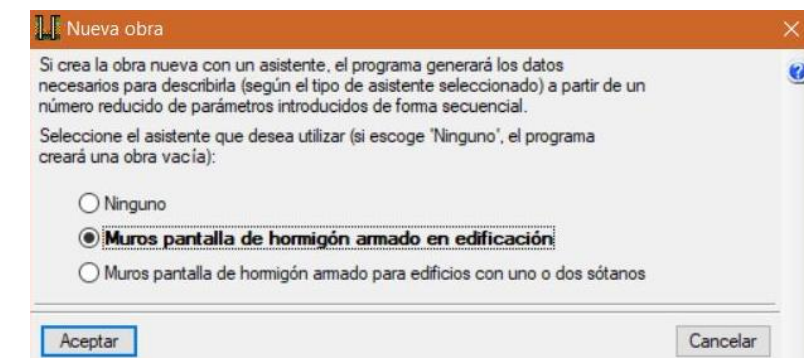 Nueva obra
Si crea la obra nueva con un asistente, el programa generará los datos
necesarios para describirla (según el tipo de asistente seleccionado) a partir de un
número reducido de parámetros introducidos de forma secuencial.
Seleccione el asistente que desea utilizar (si escoge 'Ninguno', el programa
creará una obra vacía):
Ninguno
Muros pantalla de hormigón armado en edificación
Muros pantalla de hormigón armado para edificios con uno o dos sótanos
Aceptar Cancelar